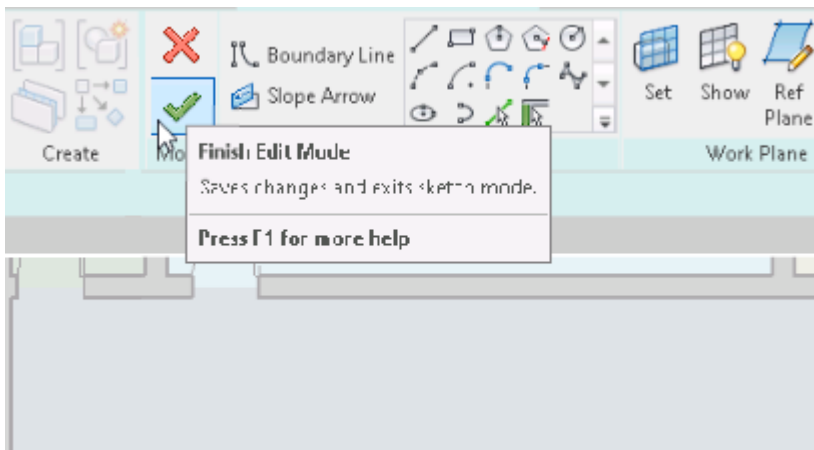 Boundary Line
Slope Arrow
Set
Show
Ref
Plane
Create
Mo
Work Plane
Finish Edit Mode
Saves changes and exits sketch mode.
Press F1 for more help